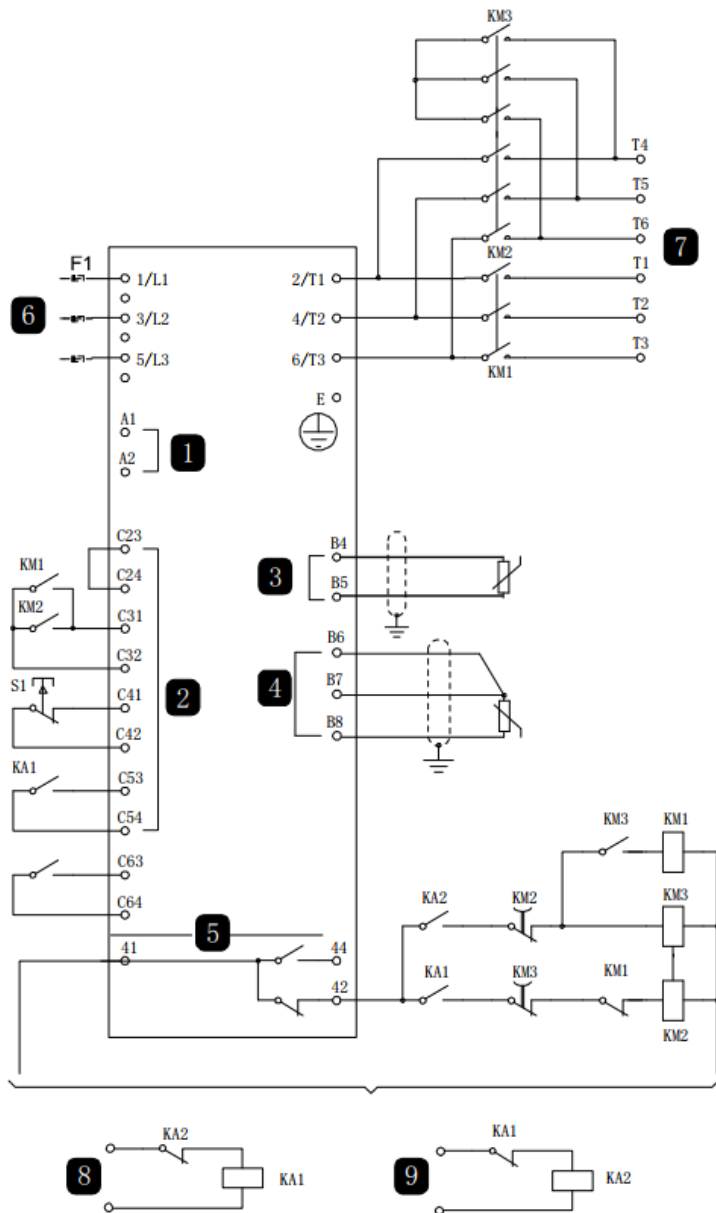 KM3
T4
T5
T6
7
KM2
F1
1/L1
2/T1
T1
6
3/L2
4/T2
T2
5/L3
6/T3
T3
KM1
E
A1
1
A2
C23
B4
3
KM1
C24
B5
KM2
C31
B6
C32
4
S1
2
B7
C41
C42
B8
KA1
C53
C54
KM3
KM1
C63
C64
KA2
KM2
KM3
5
41
44
KA1
KM3
KM1
42
KM2
KA2
KA1
8
KA1
9
KA2